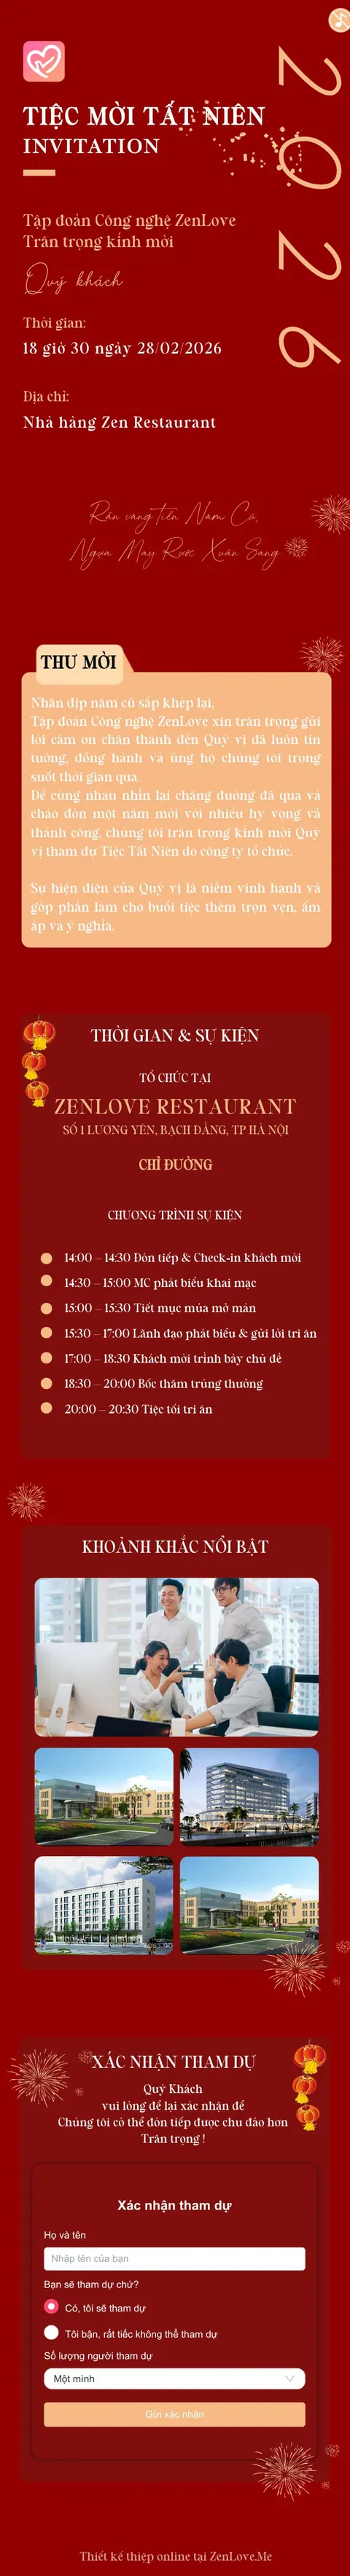 2026
TIỆC MỜI TẤT NIÊN
INVITATION
Tập đoàn Công nghệ ZenLove
Trân trọng kính mời
Quý khách
Thời gian:
18 giờ 30 ngày 28/02/2026
Địa chỉ:
Nhà hàng Zen Restaurant
Rắn vàng Tiễn Năm Cũ,
Ngựa May Rước Xuân Sang
THƯ MỜI
Nhân dịp năm cũ sắp khép lại,
Tập đoàn Công nghệ ZenLove xin trân trọng gửi
lời cảm ơn chân thành đến Quý vị đã luôn tin
tưởng, đồng hành và ủng hộ chúng tôi trong
suốt thời gian qua.
Để cùng nhau nhìn lại chặng đường đã qua và
chào đón một năm mới với nhiều hy vọng và
thành công, chúng tôi trân trọng kính mời Quý
vị tham dự Tiệc Tất Niên do công ty tổ chức.
Sự hiện diện của Quý vị là niềm vinh hạnh và
góp phần làm cho buổi tiệc thêm trọn vẹn, ấm
áp và ý nghĩa.
THỜI GIAN & SỰ KIỆN
TỔ CHỨC TẠI
ZENLOVE RESTAURANT
SỐ 1 LƯƠNG YÊN, BẠCH ĐẰNG, TP HÀ NỘI
CHỈ ĐƯỜNG
CHƯƠNG TRÌNH SỰ KIỆN
14:00 – 14:30 Đón tiếp & Check-in khách mời
14:30 – 15:00 MC phát biểu khai mạc
15:00 – 15:30 Tiết mục múa mở màn
15:30 – 17:00 Lãnh đạo phát biểu & gửi lời tri ân
17:00 – 18:30 Khách mời trình bày chủ đề
18:30 – 20:00 Bốc thăm trúng thưởng
20:00 – 20:30 Tiệc tối tri ân
KHOẢNH KHẮC NỔI BẬT
XÁC NHẬN THAM DỰ
Quý Khách
vui lòng để lại xác nhận để
Chúng tôi có thể đón tiếp được chu đáo hơn
Trân trọng !
Xác nhận tham dự
Họ và tên
Nhập tên của bạn
Bạn sẽ tham dự chứ?
Có, tôi sẽ tham dự
Tôi bận, rất tiếc không thể tham dự
Số lượng người tham dự
Một mình
Gửi xác nhận
Thiết kế thiệp online tại ZenLove.Me